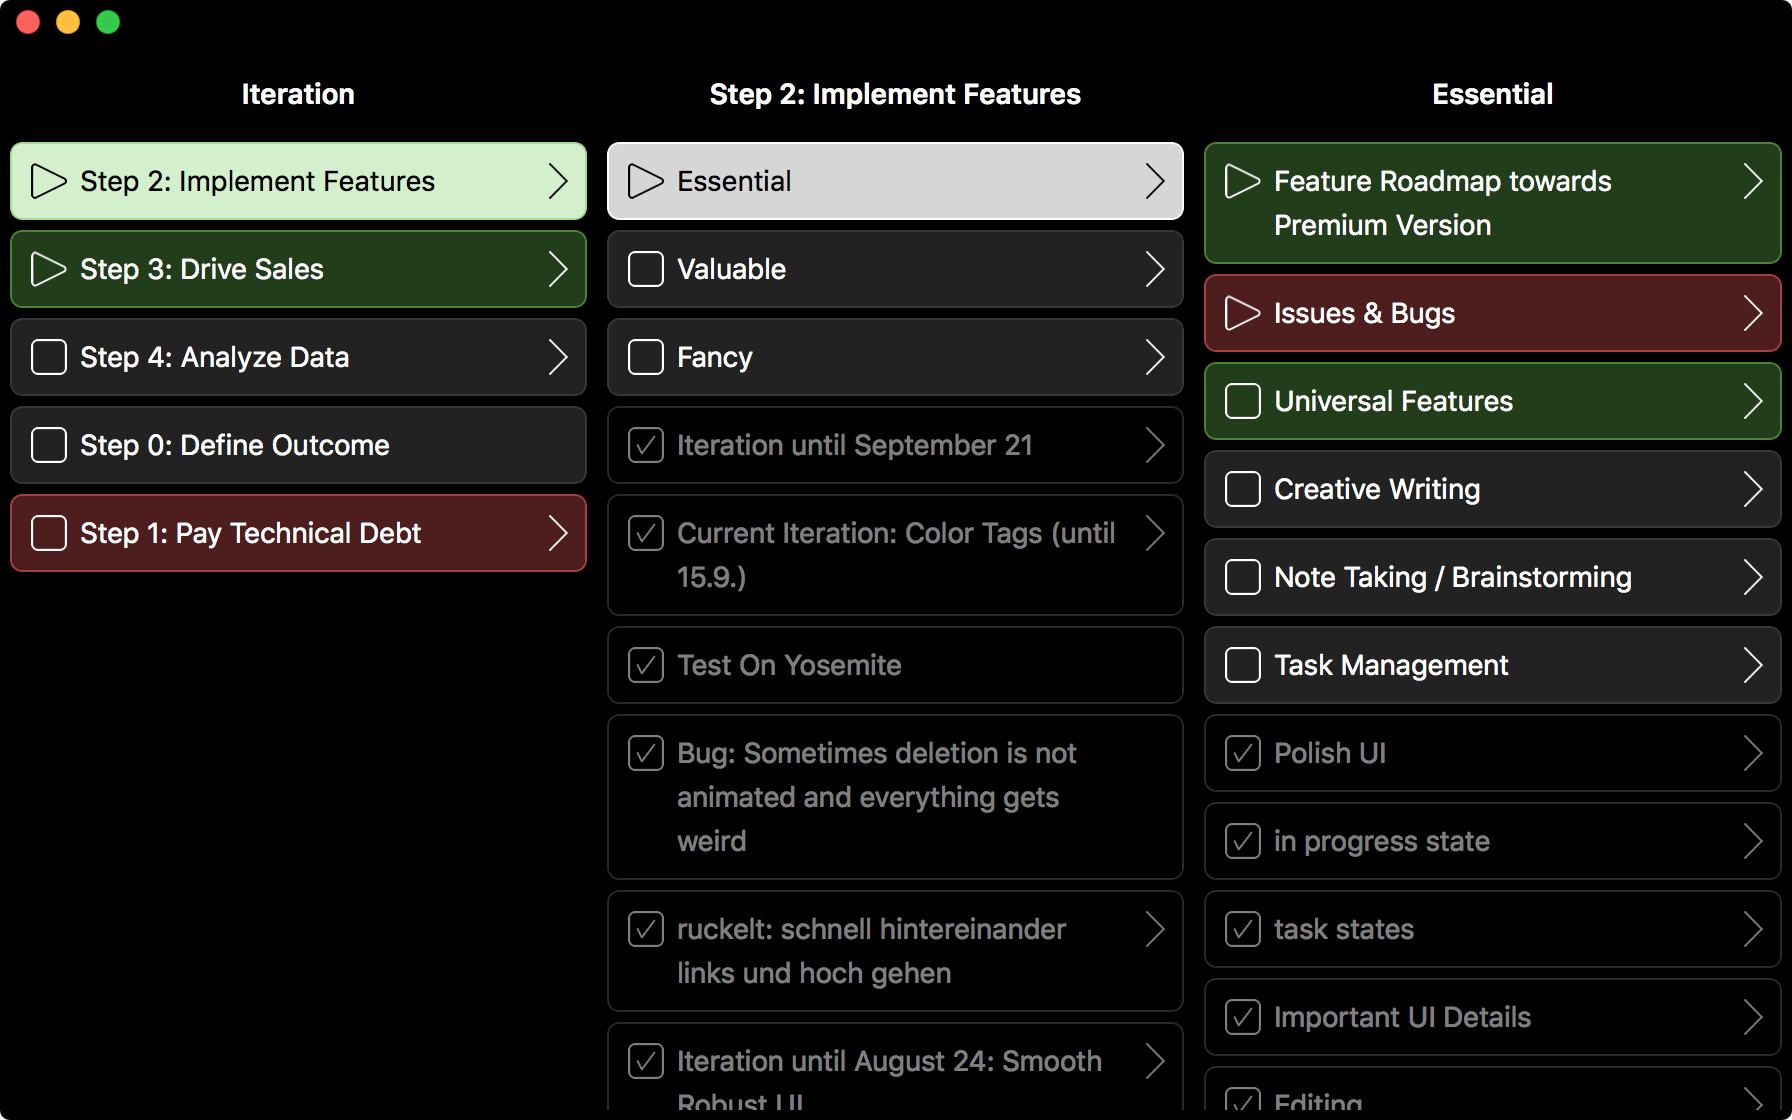 Iteration
Step 2: Implement Features
Step 3: Drive Sales
Step 4: Analyze Data
Step 0: Define Outcome
Step 1: Pay Technical Debt
Step 2: Implement Features
Essential
Valuable
Fancy
Iteration until September 21
Current Iteration: Color Tags (until
15.9.)
Test On Yosemite
Bug: Sometimes deletion is not
animated and everything gets
weird
ruckelt: schnell hintereinander
links und hoch gehen
Iteration until August 24: Smooth
Robust UI
Essential
Feature Roadmap towards
Premium Version
Issues & Bugs
Universal Features
Creative Writing
Note Taking / Brainstorming
Task Management
Polish UI
in progress state
task states
Important UI Details
Editing